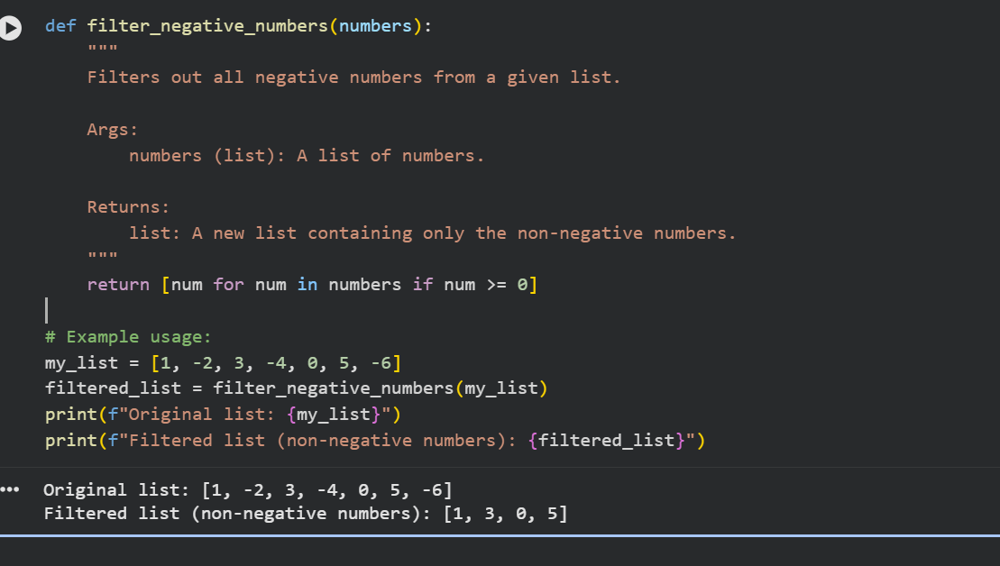 def filter_negative_numbers(numbers):
    """
    Filters out all negative numbers from a given list.

    Args:
        numbers (list): A list of numbers.

    Returns:
        list: A new list containing only the non-negative numbers.
    """
    return [num for num in numbers if num >= 0]

# Example usage:
my_list = [1, -2, 3, -4, 0, 5, -6]
filtered_list = filter_negative_numbers(my_list)
print(f"Original list: {my_list}")
print(f"Filtered list (non-negative numbers): {filtered_list}")
Original list: [1, -2, 3, -4, 0, 5, -6]
Filtered list (non-negative numbers): [1, 3, 0, 5]